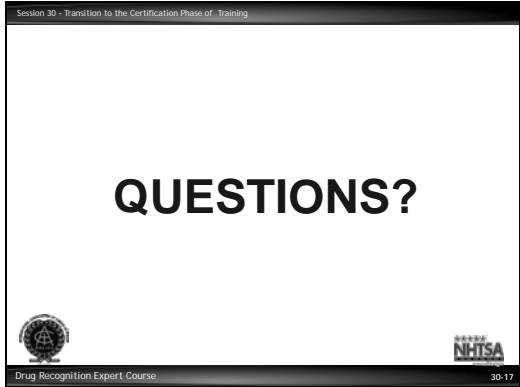 Session 30 - Transition to the Certification Phase of Training
QUESTIONS?
NHTSA
Drug Recognition Expert Course
30-17